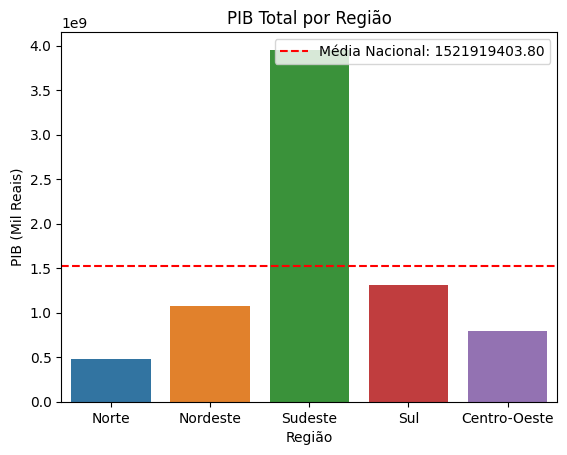 PIB Total por Região
1e9
Média Nacional: 1521919403.80
4.0
3.5
3.0
2.5
2.0
1.5
1.0
0.5
0.0
PIB (Mil Reais)
Norte Nordeste Sudeste Sul Centro-Oeste
Região